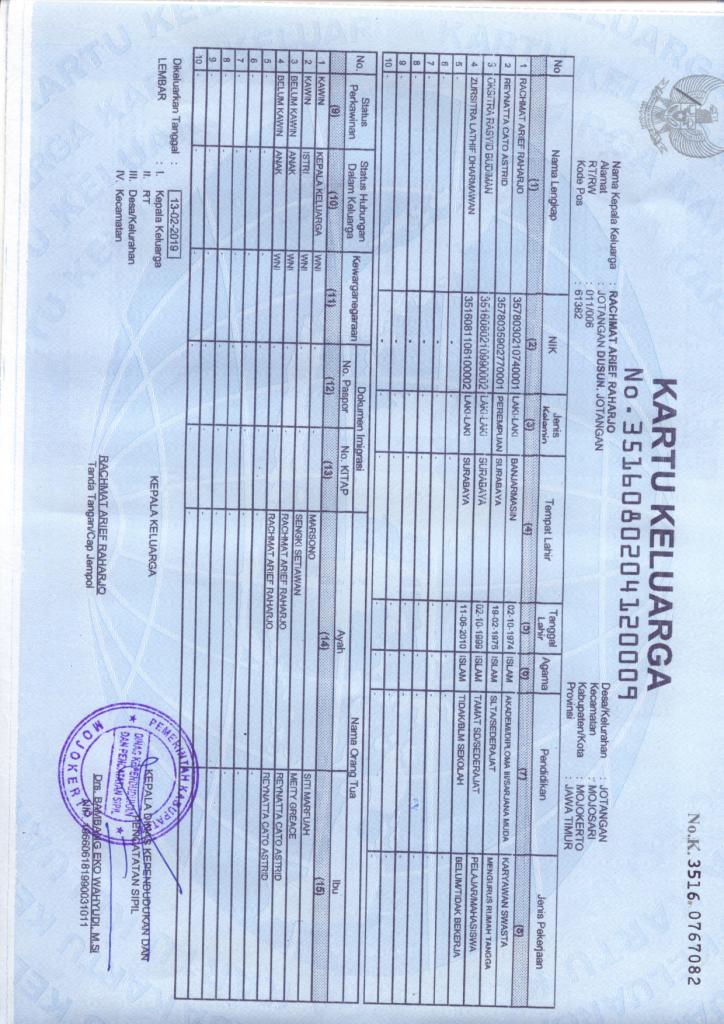 No.K. 3516. 0767082
KARTU KELUARGA
No. 3516080204120009
Nama Kepala Keluarga : RACHMAT ARIEF RAHARJO
Alamat : JOTANGAN DUSUN. JOTANGAN
RT/RW : 011/006
Kode Pos : 61382
Desa/Kelurahan : JOTANGAN
Kecamatan : MOJOSARI
Kabupaten/Kota : MOJOKERTO
Provinsi : JAWA TIMUR
No Nama Lengkap NIK Jenis Kelamin Tempat Lahir Tanggal Lahir Agama Pendidikan Jenis Pekerjaan
(1) (2) (3) (4) (5) (6) (7) (8)
1 RACHMAT ARIEF RAHARJO 3578030210740001 LAKI-LAKI BANJARMASIN 02-10-1974 ISLAM AKADEMI/DIPLOMA III/SARJANA MUDA KARYAWAN SWASTA
2 REYNATTA CATO ASTRID 3578035902770001 PEREMPUAN SURABAYA 19-02-1975 ISLAM SLTA/SEDERAJAT MENGURUS RUMAH TANGGA
3 OKSITRA RASYID BUDIMAN 3516080210990002 LAKI-LAKI SURABAYA 02-10-1999 ISLAM TAMAT SD/SEDERAJAT PELAJAR/MAHASISWA
4 ZURSITRA LATHIF DHARMAWAN 3516081106100002 LAKI-LAKI SURABAYA 11-06-2010 ISLAM TIDAK/BLM SEKOLAH BELUM/TIDAK BEKERJA
5 - - - - - - - -
6 - - - - - - - -
7 - - - - - - - -
8 - - - - - - - -
9 - - - - - - - -
10 - - - - - - - -
No. Status Perkawinan Status Hubungan Dalam Keluarga Kewarganegaraan Dokumen Imigrasi Nama Orang Tua
No. Paspor No. KITAP Ayah Ibu
(9) (10) (11) (12) (13) (14) (15)
1 KAWIN KEPALA KELUARGA WNI - - MARSONO SITI MARFUAH
2 KAWIN ISTRI WNI - - SENGKI SETIAWAN MEITY GREACE
3 BELUM KAWIN ANAK WNI - - RACHMAT ARIEF RAHARJO REYNATTA CATO ASTRID
4 BELUM KAWIN ANAK WNI - - RACHMAT ARIEF RAHARJO REYNATTA CATO ASTRID
5 - - - - - - -
6 - - - - - - -
7 - - - - - - -
8 - - - - - - -
9 - - - - - - -
10 - - - - - - -
Dikeluarkan Tanggal : 13-02-2019
LEMBAR : I. Kepala Keluarga
II. RT
III. Desa/Kelurahan
IV. Kecamatan
KEPALA KELUARGA
RACHMAT ARIEF RAHARJO
Tanda Tangan/Cap Jempol
KEPALA DINAS KEPENDUDUKAN DAN
PENCATATAN SIPIL
PEMERINTAH KABUPATEN
MOJOKERTO
DINAS KEPENDUDUKAN
DAN PENCATATAN SIPIL
Drs. BAMBANG EKO WAHYUDI, M.Si
NIP. 196606181990031011